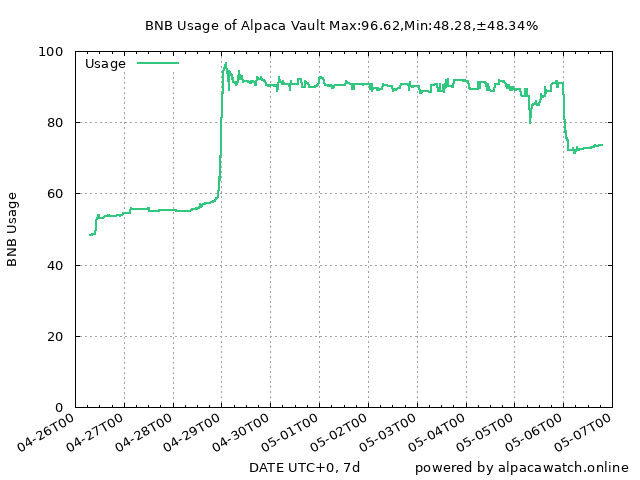 BNB Usage of Alpaca Vault Max:96.62,Min:48.28,±48.34%
Usage
100
80
60
40
20
0
BNB Usage
04-26T00
04-27T00
04-28T00
04-29T00
04-30T00
05-01T00
05-02T00
05-03T00
05-04T00
05-05T00
05-06T00
05-07T00
DATE UTC+0, 7d
powered by alpacawatch.online